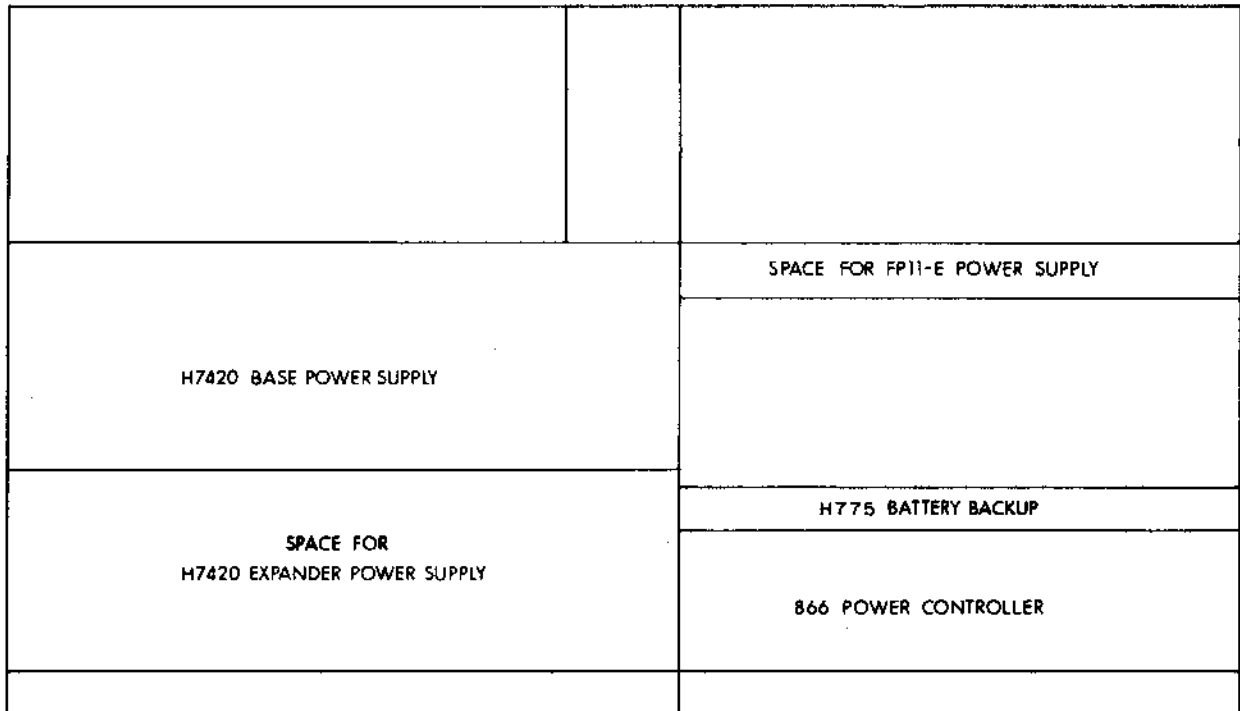 SPACE FOR FP11-E POWER SUPPLY
H7420 BASE POWER SUPPLY
H775 BATTERY BACKUP
SPACE FOR
H7420 EXPANDER POWER SUPPLY
866 POWER CONTROLLER